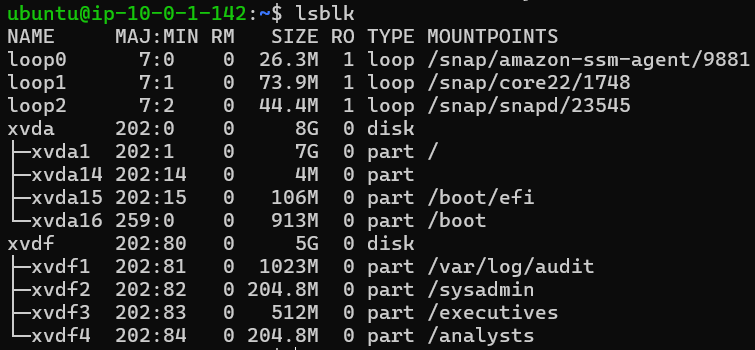 ubuntu@ip-10-0-1-142:~$ lsblk
NAME     MAJ:MIN RM   SIZE RO TYPE MOUNTPOINTS
loop0      7:0    0  26.3M  1 loop /snap/amazon-ssm-agent/9881
loop1      7:1    0  73.9M  1 loop /snap/core22/1748
loop2      7:2    0  44.4M  1 loop /snap/snapd/23545
xvda     202:0    0     8G  0 disk
├─xvda1  202:1    0     7G  0 part /
├─xvda14 202:14   0     4M  0 part
├─xvda15 202:15   0   106M  0 part /boot/efi
└─xvda16 259:0    0   913M  0 part /boot
xvdf     202:80   0     5G  0 disk
├─xvdf1  202:81   0  1023M  0 part /var/log/audit
├─xvdf2  202:82   0 204.8M  0 part /sysadmin
├─xvdf3  202:83   0   512M  0 part /executives
└─xvdf4  202:84   0 204.8M  0 part /analysts